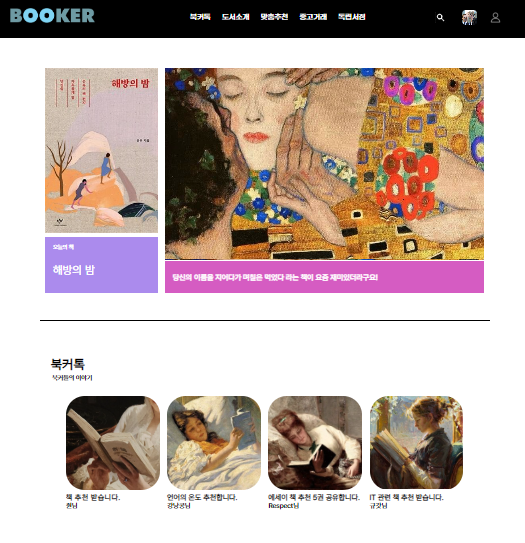 BOOKER
북커톡 도서소개 맞춤추천 중고거래 독립서점
해방의 밤
오늘의 책
해방의 밤
당신의 이름을 지어다가 며칠은 먹었다 라는 책이 요즘 재미있더라구요!
북커톡
북커들의 이야기
책 추천 받습니다.
언어의 온도 추천합니다.
강냉콩님
에세이 책 추천 5권 공유합니다.
Respect님
IT 관련 책 추천 받습니다.
규것님